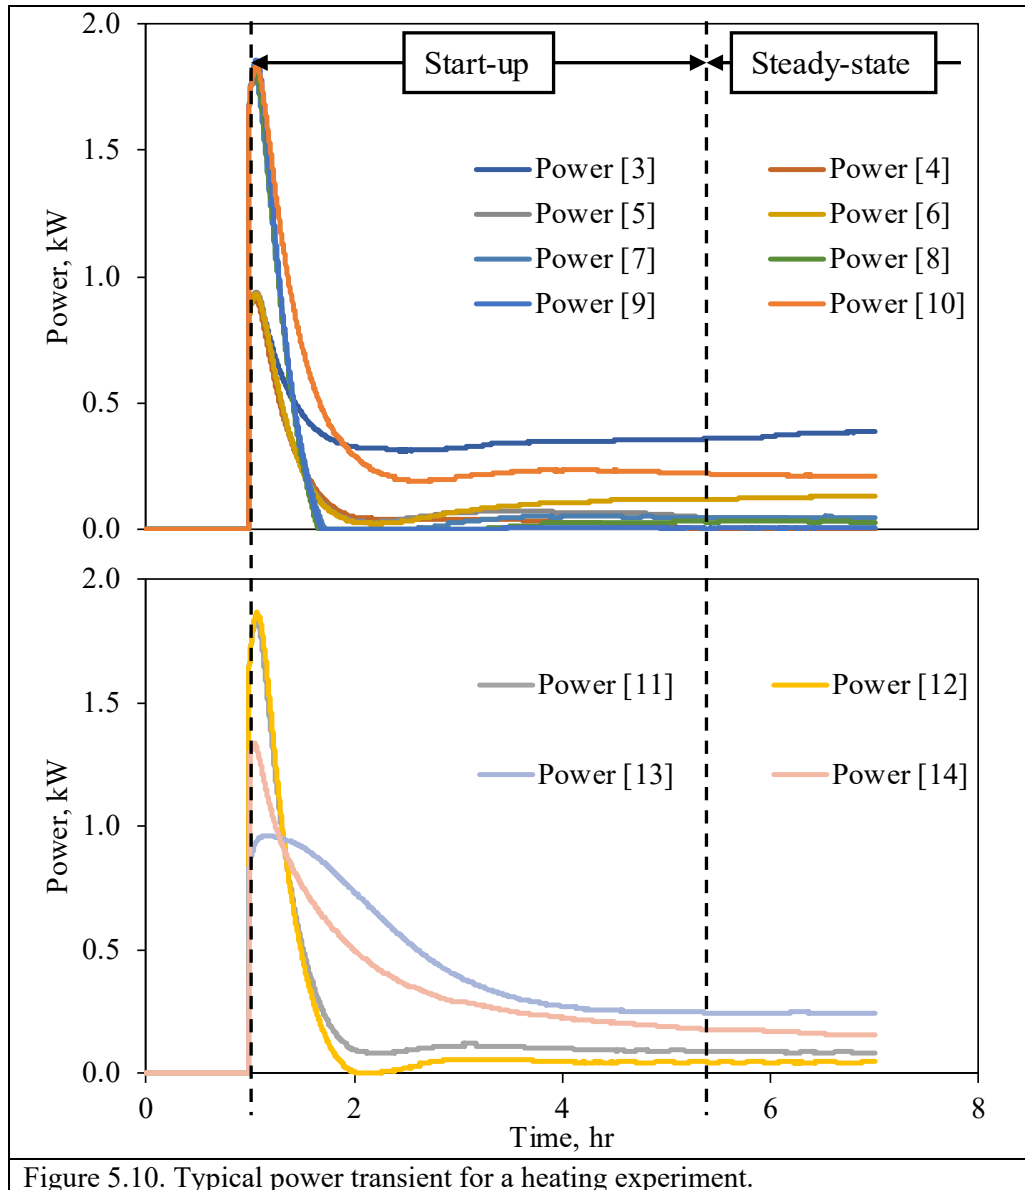 2.0
Start-up
Steady-state
1.5
Power [3]
Power [4]
Power [5]
Power [6]
1.0
Power [7]
Power [8]
Power [9]
Power [10]
Power, kW
0.5
0.0
2.0
Power [11]
Power [12]
1.5
Power [13]
Power [14]
1.0
Power, kW
0.5
0.0
0
1
2
4
6
8
Time, hr
Figure 5.10. Typical power transient for a heating experiment.